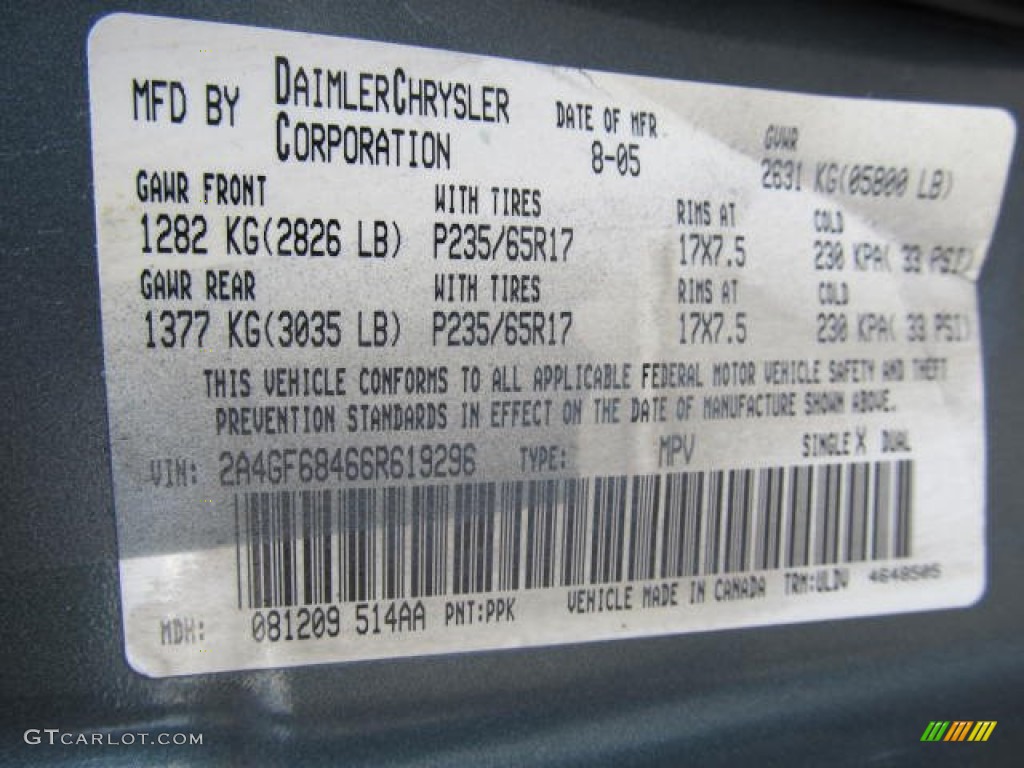 MFD BY DAIMLERCHRYSLER CORPORATION DATE OF MFR 8-05 GVWR 2631 KG(05800 LB)
GAWR FRONT WITH TIRES RIMS AT COLD
1282 KG(2826 LB) P235/65R17 17X7.5 230 KPA( 33 PSI)
GAWR REAR WITH TIRES RIMS AT COLD
1377 KG(3035 LB) P235/65R17 17X7.5 230 KPA( 33 PSI)
THIS VEHICLE CONFORMS TO ALL APPLICABLE FEDERAL MOTOR VEHICLE SAFETY AND THEFT
PREVENTION STANDARDS IN EFFECT ON THE DATE OF MANUFACTURE SHOWN ABOVE.
VIN: 2A4GF68466R619296 TYPE: MPV SINGLE X DUAL
MDH: 081209 514AA PNT:PPK VEHICLE MADE IN CANADA TRM:ULDV 4648505
GTCARLOT.COM